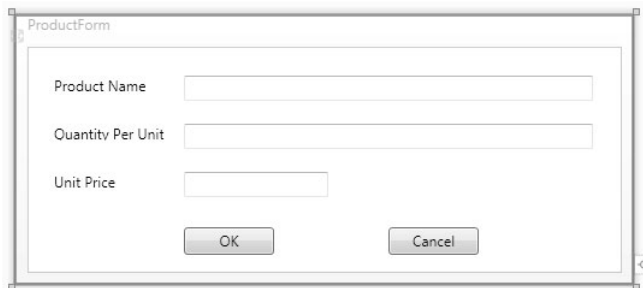 ProductForm
Product Name
Quantity Per Unit
Unit Price
OK Cancel